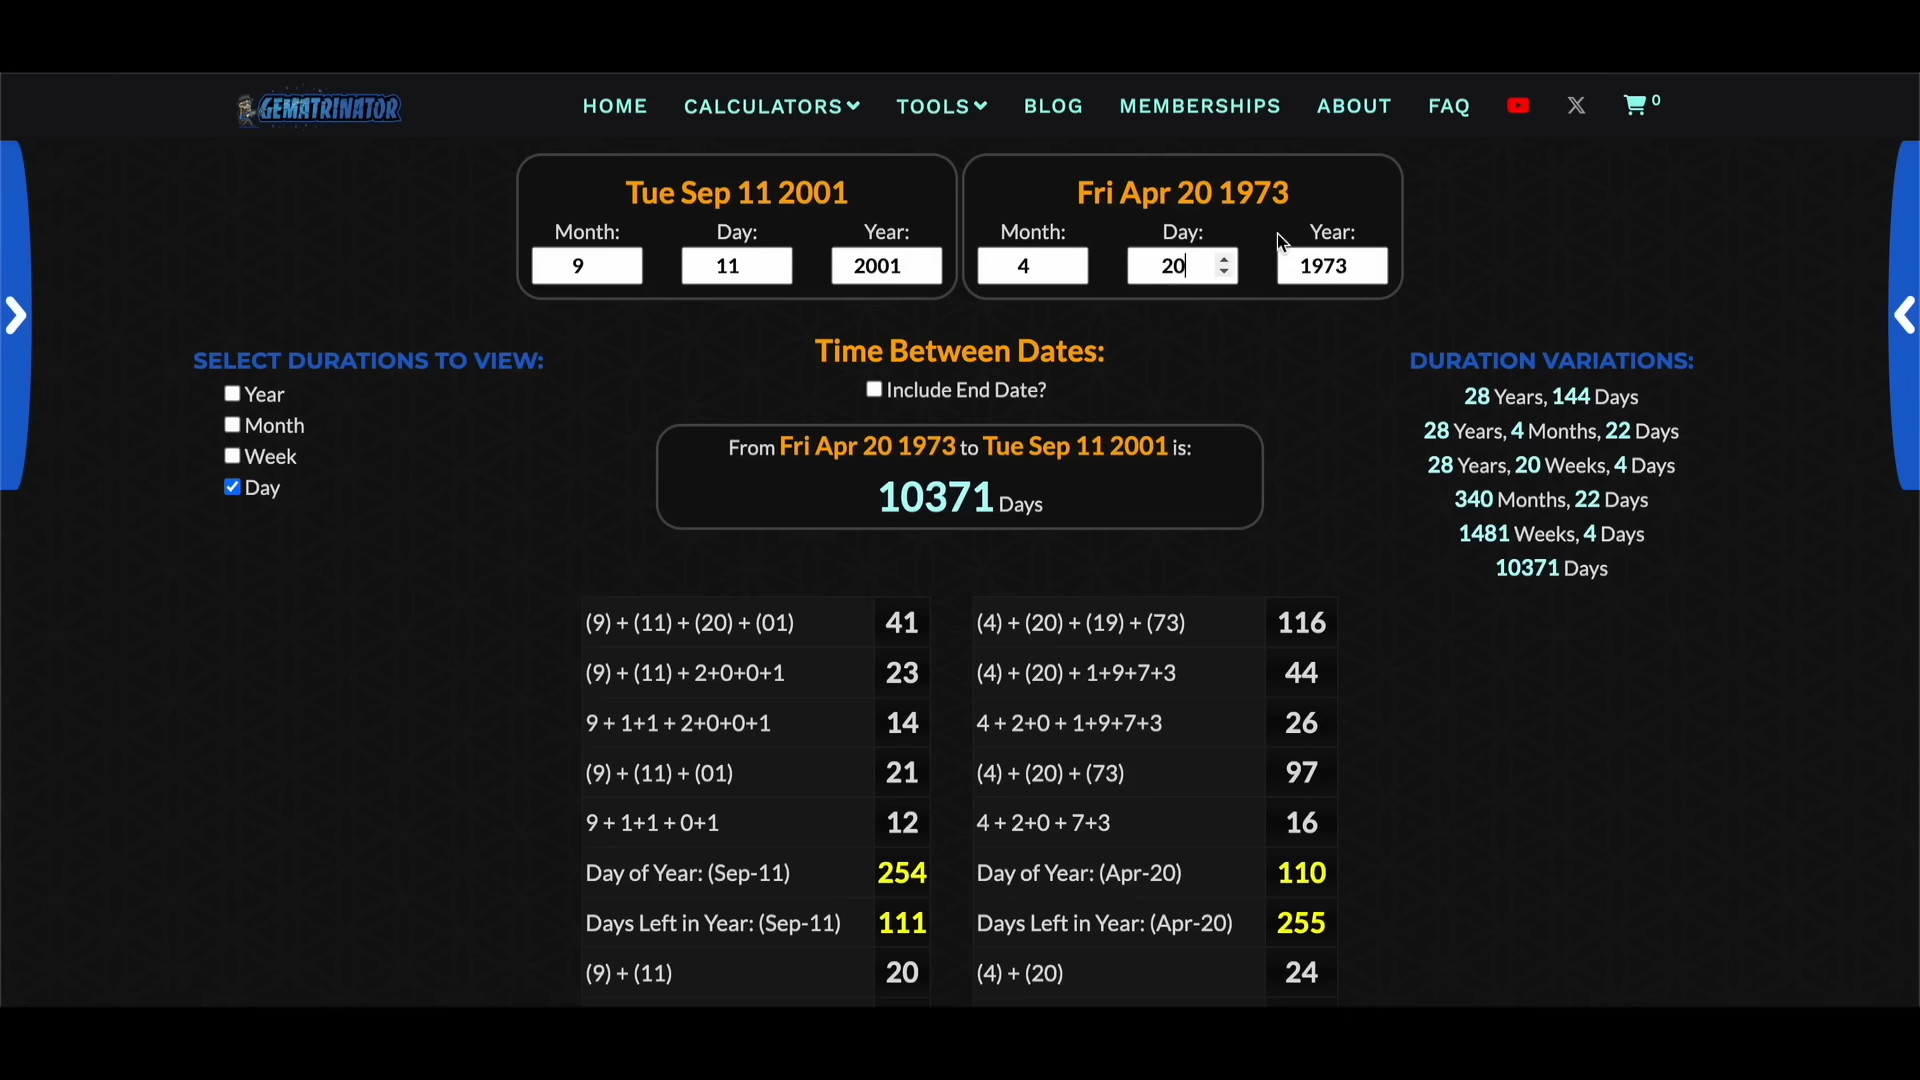 GEMATRINATOR
HOME CALCULATORS TOOLS BLOG MEMBERSHIPS ABOUT FAQ X 0
Tue Sep 11 2001
Month: Day: Year:
9 11 2001
Fri Apr 20 1973
Month: Day: Year:
4 20 1973
SELECT DURATIONS TO VIEW:
Year
Month
Week
Day
Time Between Dates:
Include End Date?
From Fri Apr 20 1973 to Tue Sep 11 2001 is:
10371 Days
DURATION VARIATIONS:
28 Years, 144 Days
28 Years, 4 Months, 22 Days
28 Years, 20 Weeks, 4 Days
340 Months, 22 Days
1481 Weeks, 4 Days
10371 Days
(9) + (11) + (20) + (01) 41
(9) + (11) + 2+0+0+1 23
9 + 1+1 + 2+0+0+1 14
(9) + (11) + (01) 21
9 + 1+1 + 0+1 12
Day of Year: (Sep-11) 254
Days Left in Year: (Sep-11) 111
(9) + (11) 20
(4) + (20) + (19) + (73) 116
(4) + (20) + 1+9+7+3 44
4 + 2+0 + 1+9+7+3 26
(4) + (20) + (73) 97
4 + 2+0 + 7+3 16
Day of Year: (Apr-20) 110
Days Left in Year: (Apr-20) 255
(4) + (20) 24